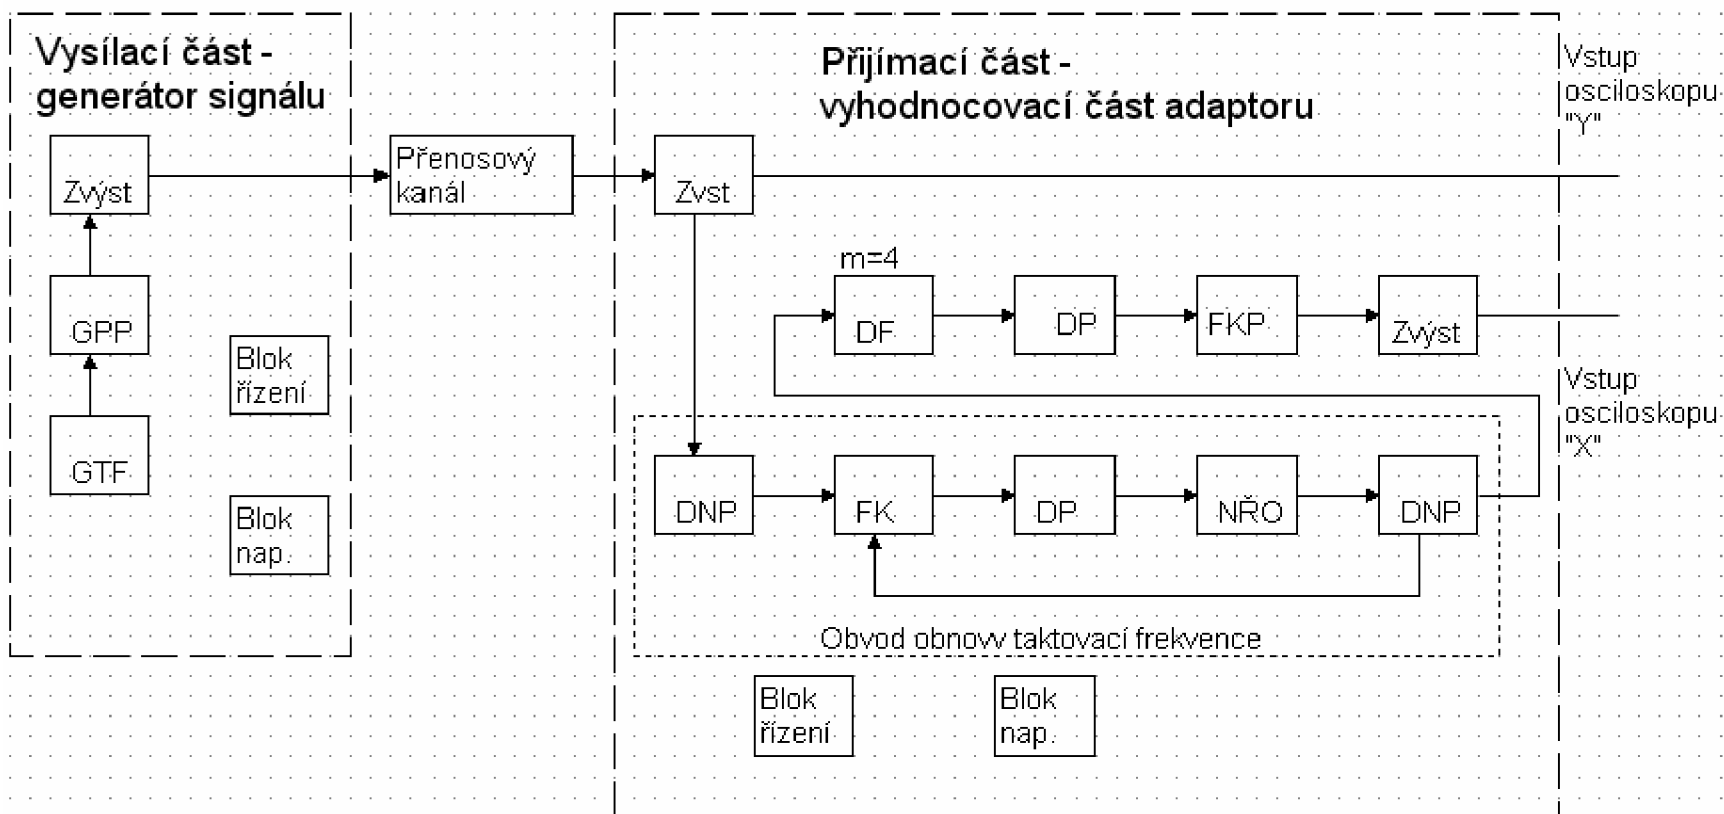 Vysílací část -
generátor signálu
Přijímací část -
vyhodnocovací část adaptoru
Vstup
osciloskopu
"Y"
Zvýst
Přenosový
kanál
Zvst
m=4
GPP
DF
DP
FKP
Zvýst
Blok
řízení
Vstup
osciloskopu
"X"
GTF
DNP
FK
DP
NŘO
DNP
Blok
nap.
Obvod obnovy taktovací frekvence
Blok
řízení
Blok
nap.